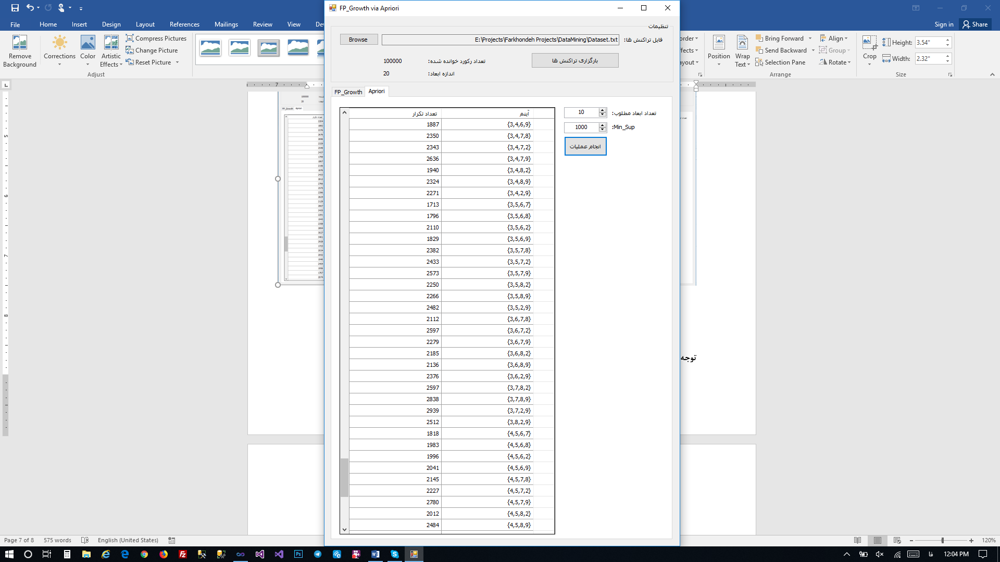 FP_Growth via Apriori
File Home Insert Design Layout References Mailings Review View
Sign in Share
تنظیمات
Remove Background
Corrections
Color
Artistic Effects
Compress Pictures
Change Picture
Reset Picture
Adjust
Browse
E:\Projects\Farkhondeh Projects\DataMining\Dataset.txt
فایل تراکنش ها:
بارگزاری تراکنش ها
تعداد رکورد خوانده شده: 100000
اندازه ابعاد: 20
Position
Wrap Text
Bring Forward
Send Backward
Selection Pane
Align
Group
Rotate
Arrange
Crop
Height: 3.54"
Width: 2.32"
Size
FP_Growth Apriori
تعداد تکرار آیتم
1887 {3,4,6,9}
2350 {3,4,7,8}
2343 {3,4,7,2}
2636 {3,4,7,9}
1940 {3,4,8,2}
2324 {3,4,8,9}
2271 {3,4,2,9}
1713 {3,5,6,7}
1796 {3,5,6,8}
2110 {3,5,6,2}
1829 {3,5,6,9}
2382 {3,5,7,8}
2433 {3,5,7,2}
2573 {3,5,7,9}
2250 {3,5,8,2}
2266 {3,5,8,9}
2482 {3,5,2,9}
2112 {3,6,7,8}
2597 {3,6,7,2}
2279 {3,6,7,9}
2185 {3,6,8,2}
2136 {3,6,8,9}
2376 {3,6,2,9}
2597 {3,7,8,2}
2838 {3,7,8,9}
2939 {3,7,2,9}
2512 {3,8,2,9}
1818 {4,5,6,7}
1983 {4,5,6,8}
1996 {4,5,6,2}
2041 {4,5,6,9}
2145 {4,5,7,8}
2227 {4,5,7,2}
2780 {4,5,7,9}
2012 {4,5,8,2}
2484 {4,5,8,9}
تعداد ابعاد مطلوب: 10
Min_Sup: 1000
انجام عملیات
توجه
Page 7 of 8 575 words English (United States)
120%
فا 12:04 PM